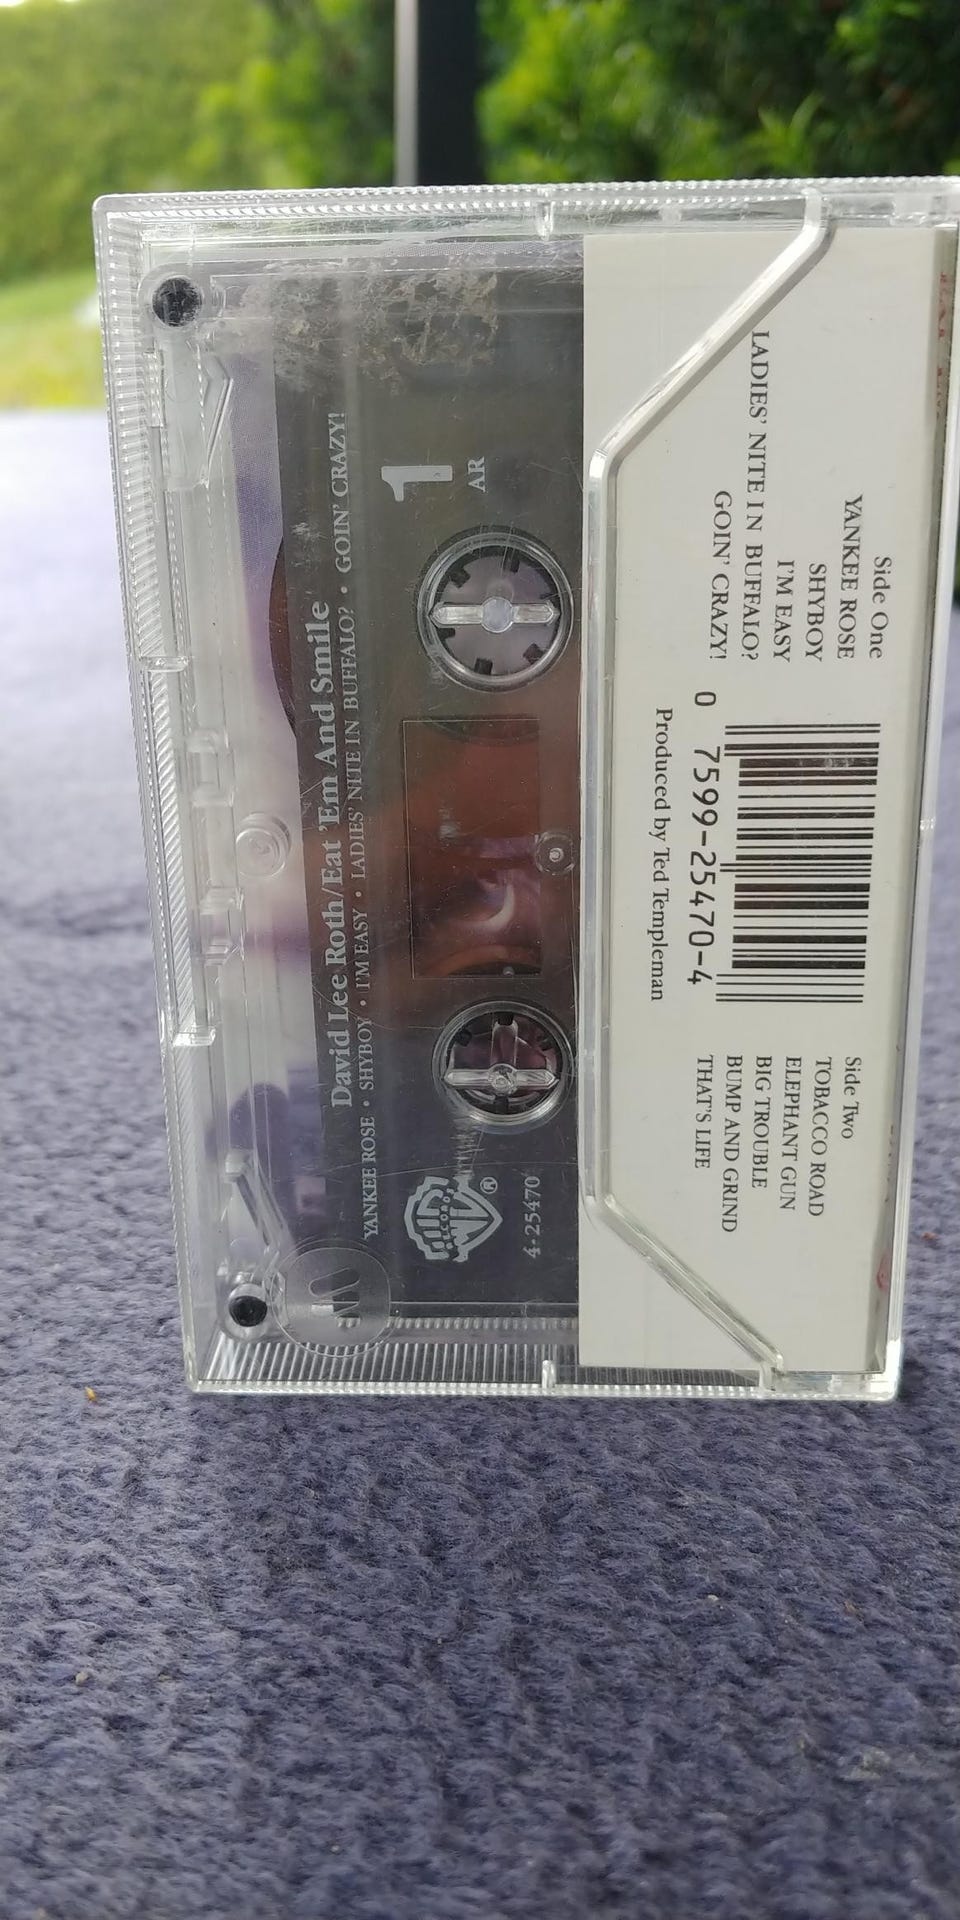 Side One
YANKEE ROSE
SHYBOY
I'M EASY
LADIES' NITE IN BUFFALO?
GOIN' CRAZY!
0 7599-25470-4
Produced by Ted Templeman
Side Two
TOBACCO ROAD
ELEPHANT GUN
BIG TROUBLE
BUMP AND GRIND
THAT'S LIFE
David Lee Roth/Eat 'Em And Smile
YANKEE ROSE • SHYBOY • I'M EASY • LADIES' NITE IN BUFFALO? • GOIN' CRAZY!
1
AR
RECORDS
®
4-25470